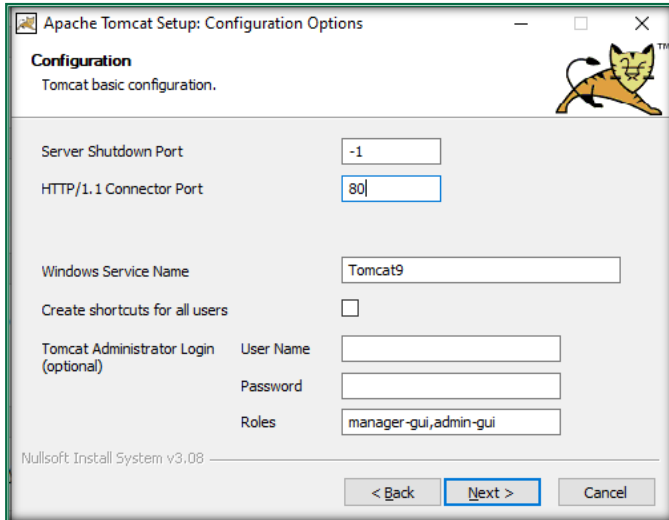 Apache Tomcat Setup: Configuration Options
TM
Configuration
Tomcat basic configuration.
Server Shutdown Port -1
HTTP/1.1 Connector Port 80
Windows Service Name Tomcat9
Create shortcuts for all users
Tomcat Administrator Login User Name
(optional)
Password
Roles manager-gui,admin-gui
Nullsoft Install System v3.08
< Back Next > Cancel